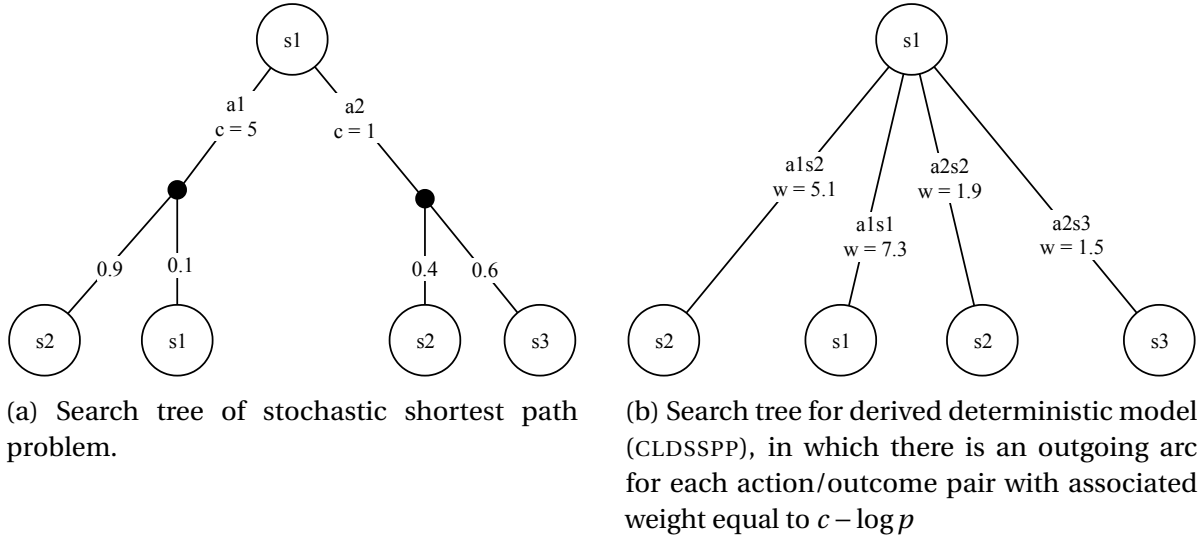 s1
a1
c = 5
a2
c = 1
0.9
0.1
0.4
0.6
s2
s1
s2
s3
(a) Search tree of stochastic shortest path
problem.
s1
a1s2
w = 5.1
a2s2
w = 1.9
a1s1
w = 7.3
a2s3
w = 1.5
s2
s1
s2
s3
(b) Search tree for derived deterministic model
(CLDSSPP), in which there is an outgoing arc
for each action/outcome pair with associated
weight equal to c − log p